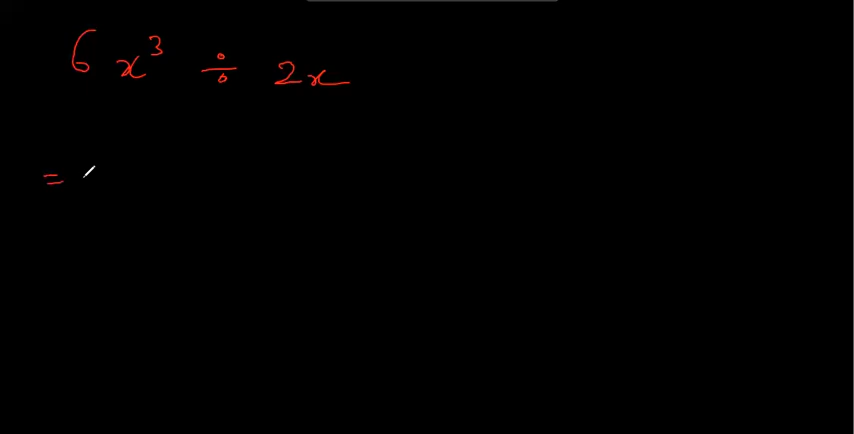 6x³ ÷ 2x
=